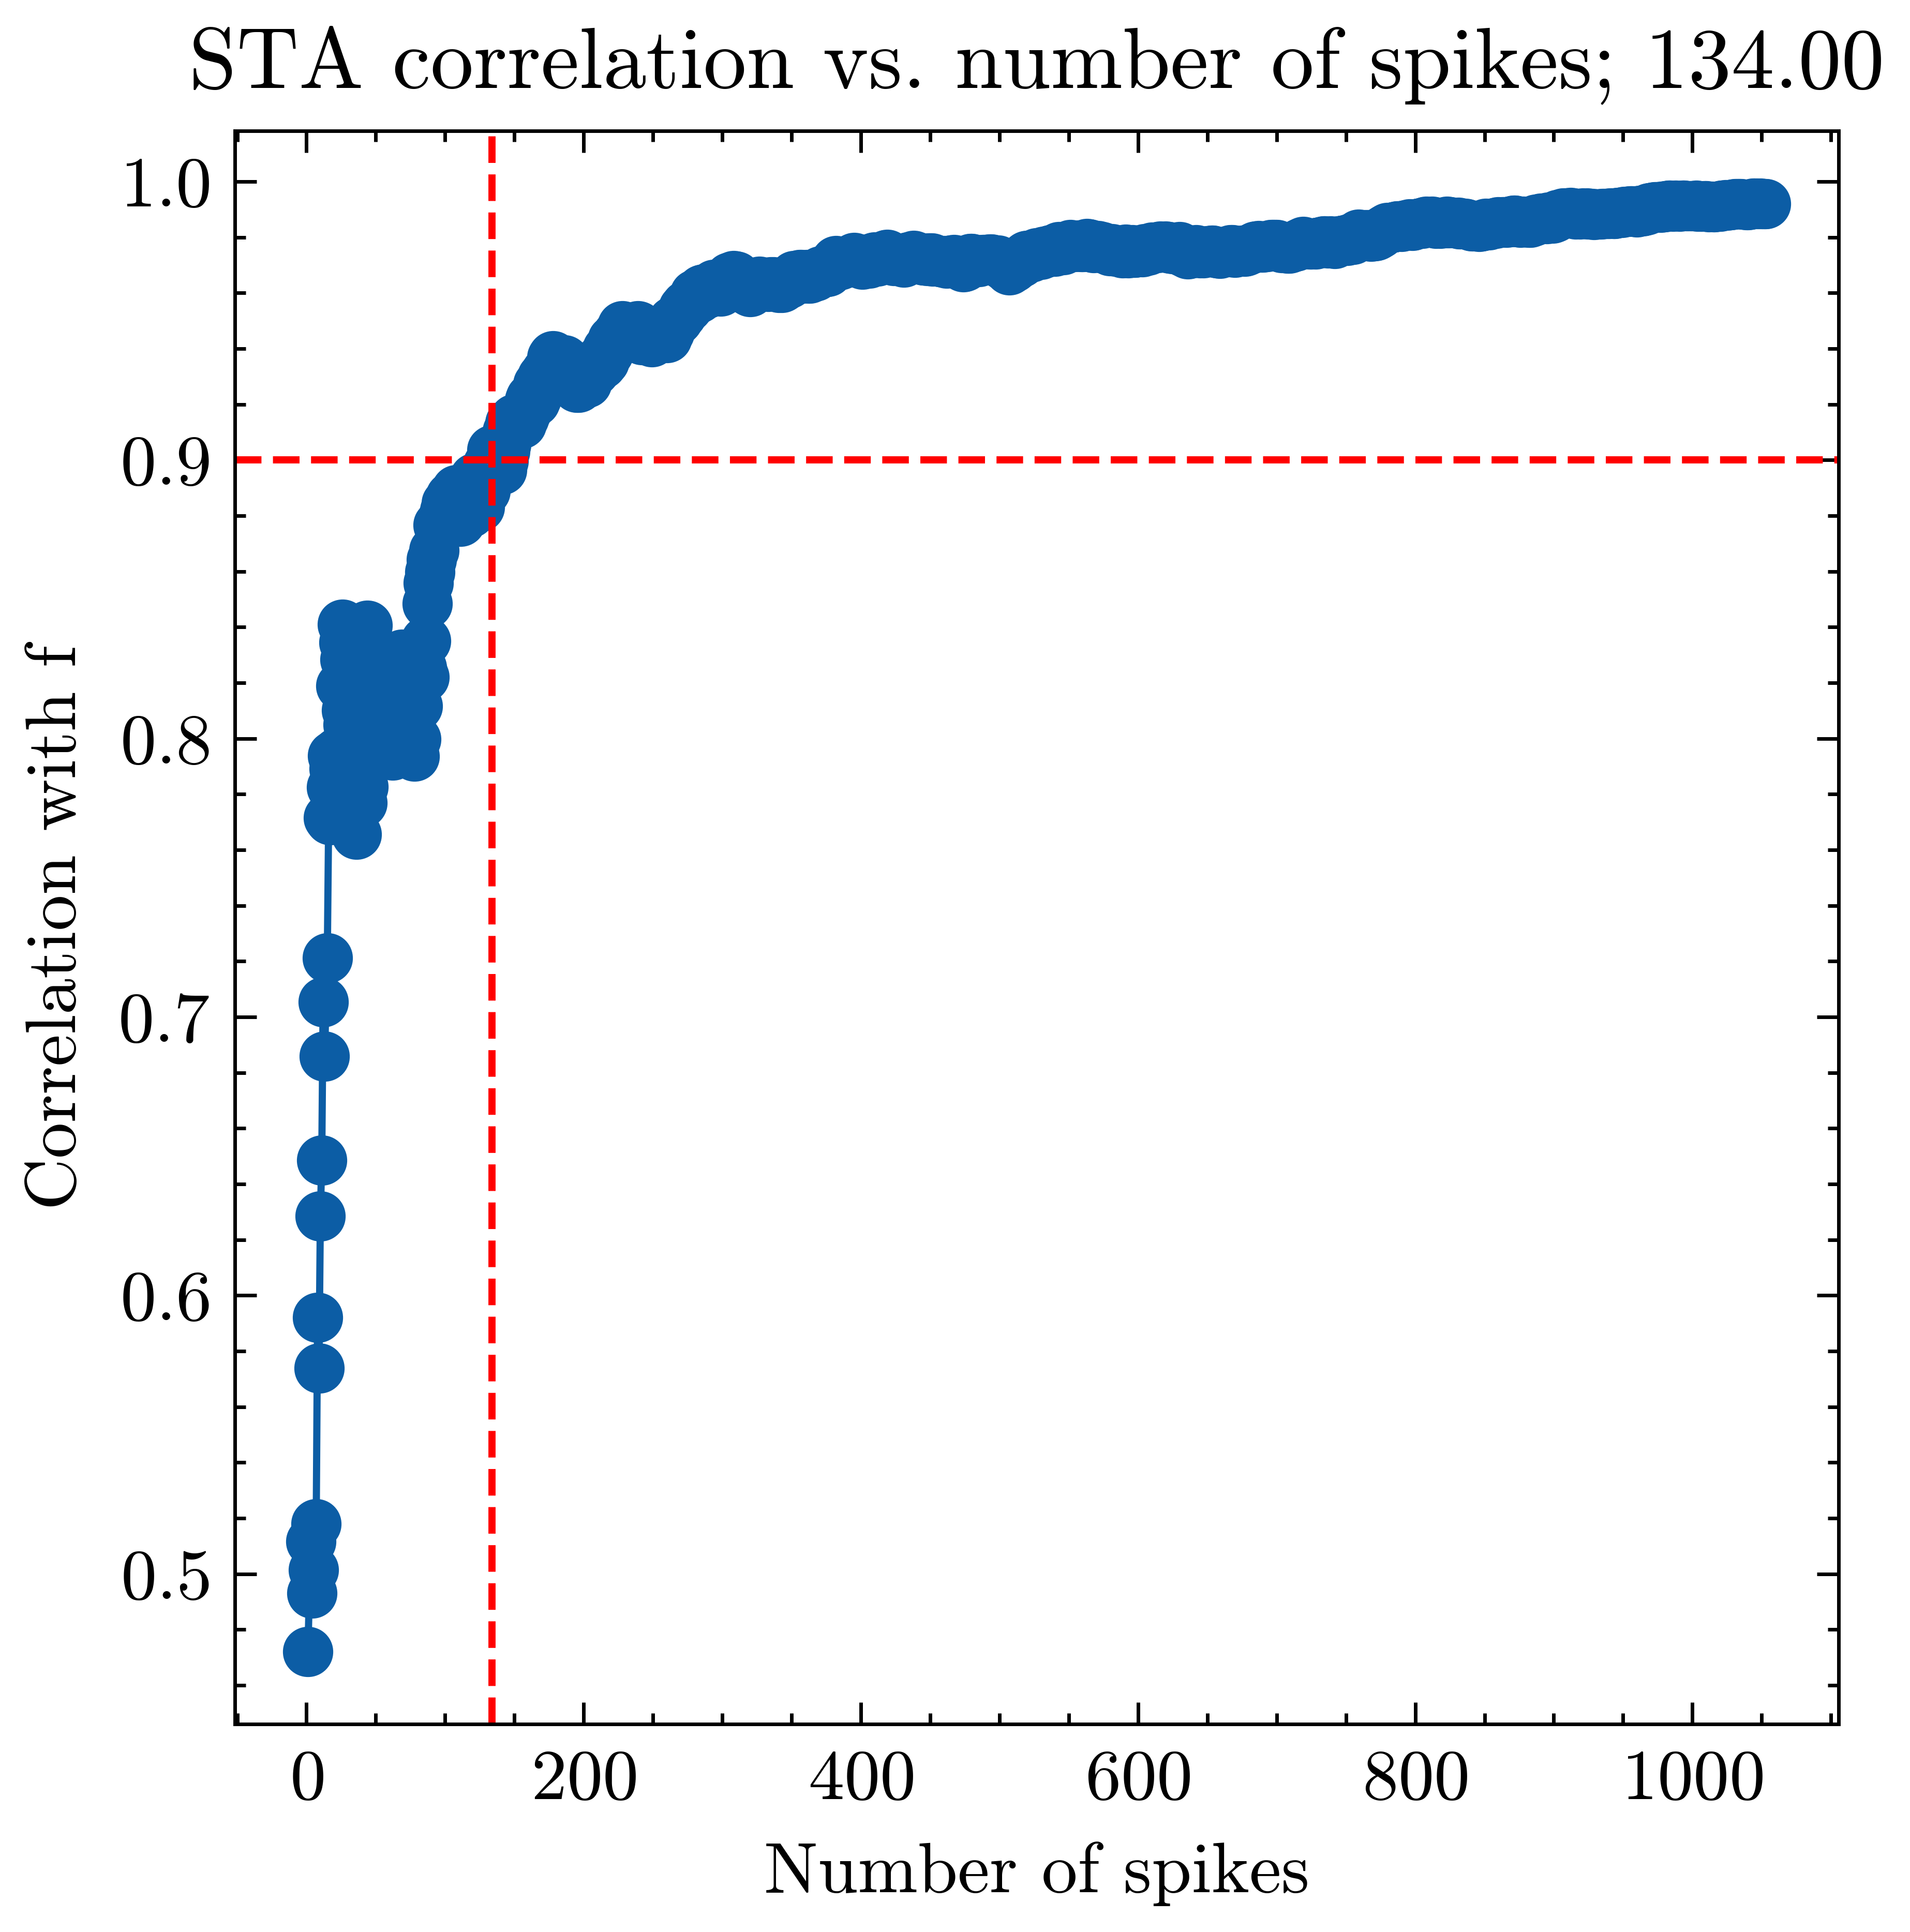 STA correlation vs. number of spikes; 134.00
Correlation with f
1.0
0.9
0.8
0.7
0.6
0.5
0 200 400 600 800 1000
Number of spikes